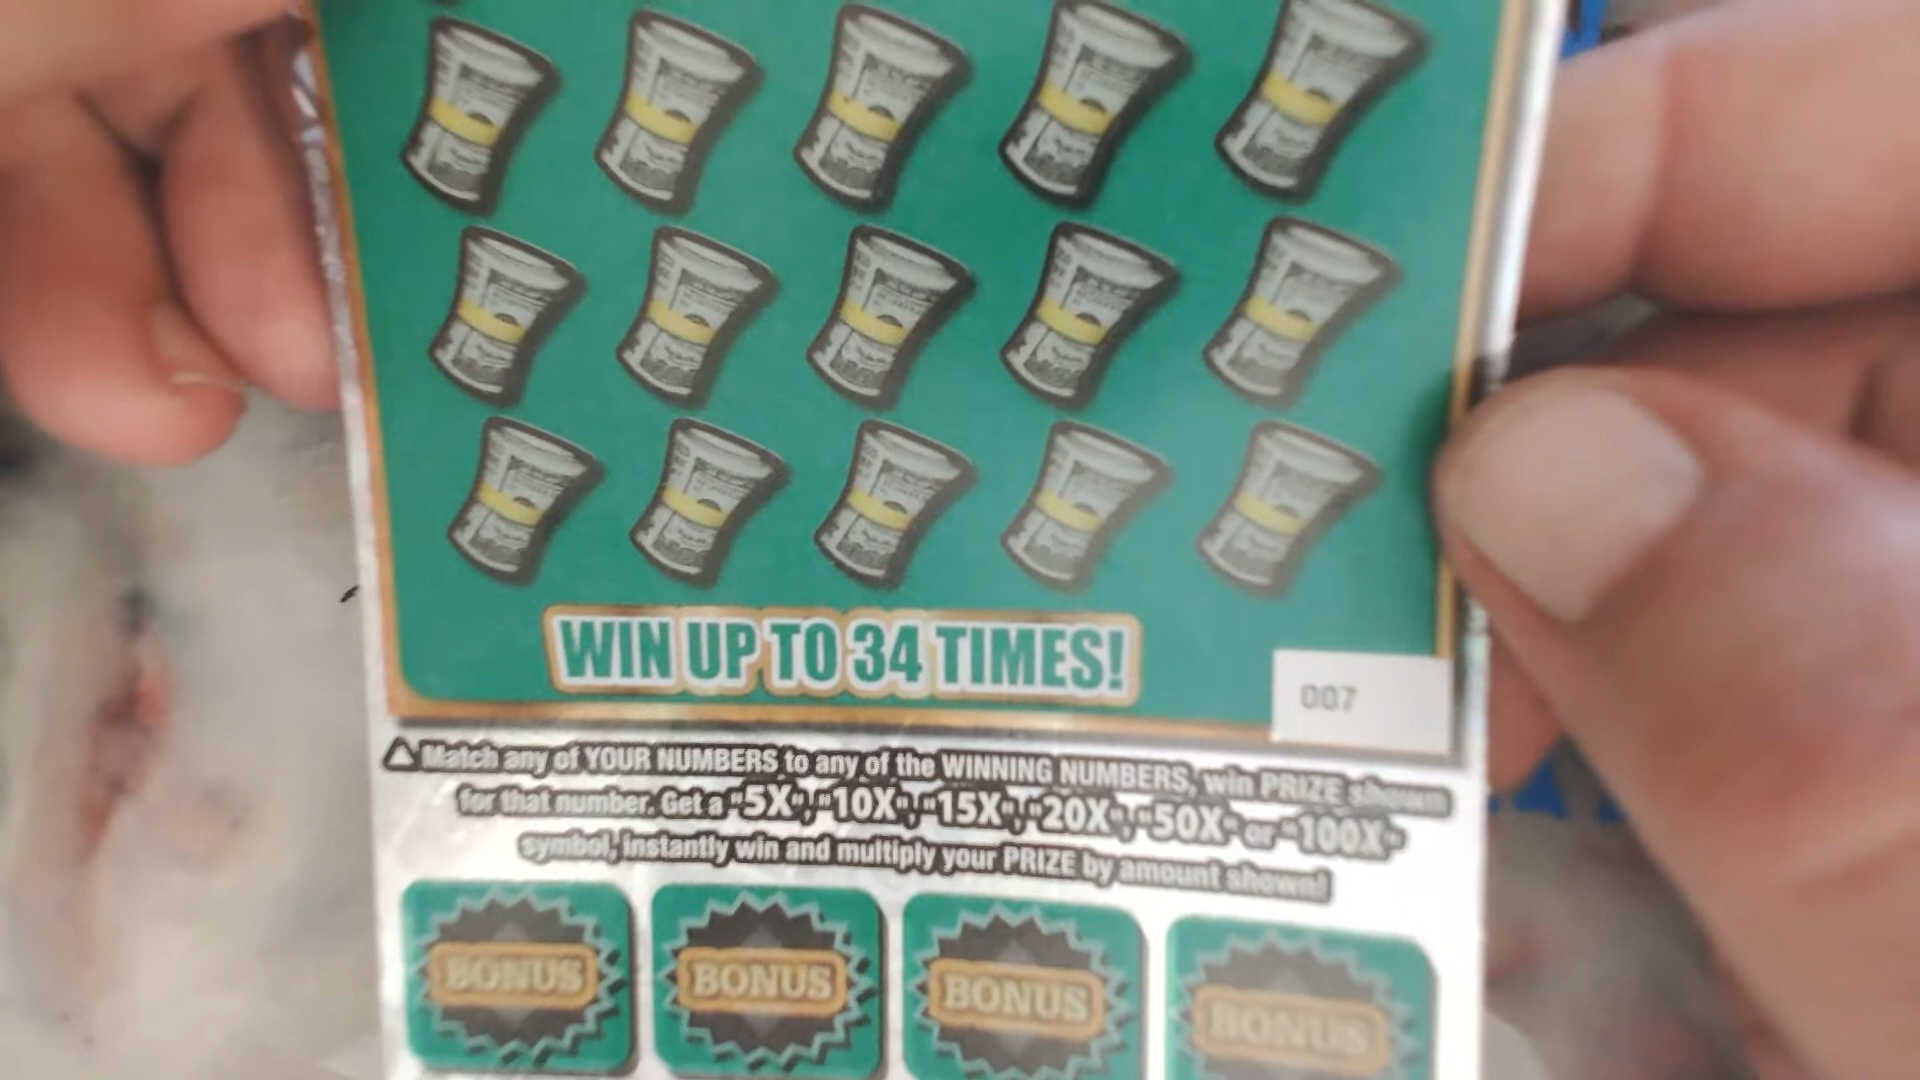 WIN UP TO 34 TIMES!
007
Match any of YOUR NUMBERS to any of the WINNING NUMBERS, win PRIZE shown
for that number. Get a "5X", "10X", "15X", "20X", "50X" or "100X"
symbol, instantly win and multiply your PRIZE by amount shown!
BONUS BONUS BONUS BONUS